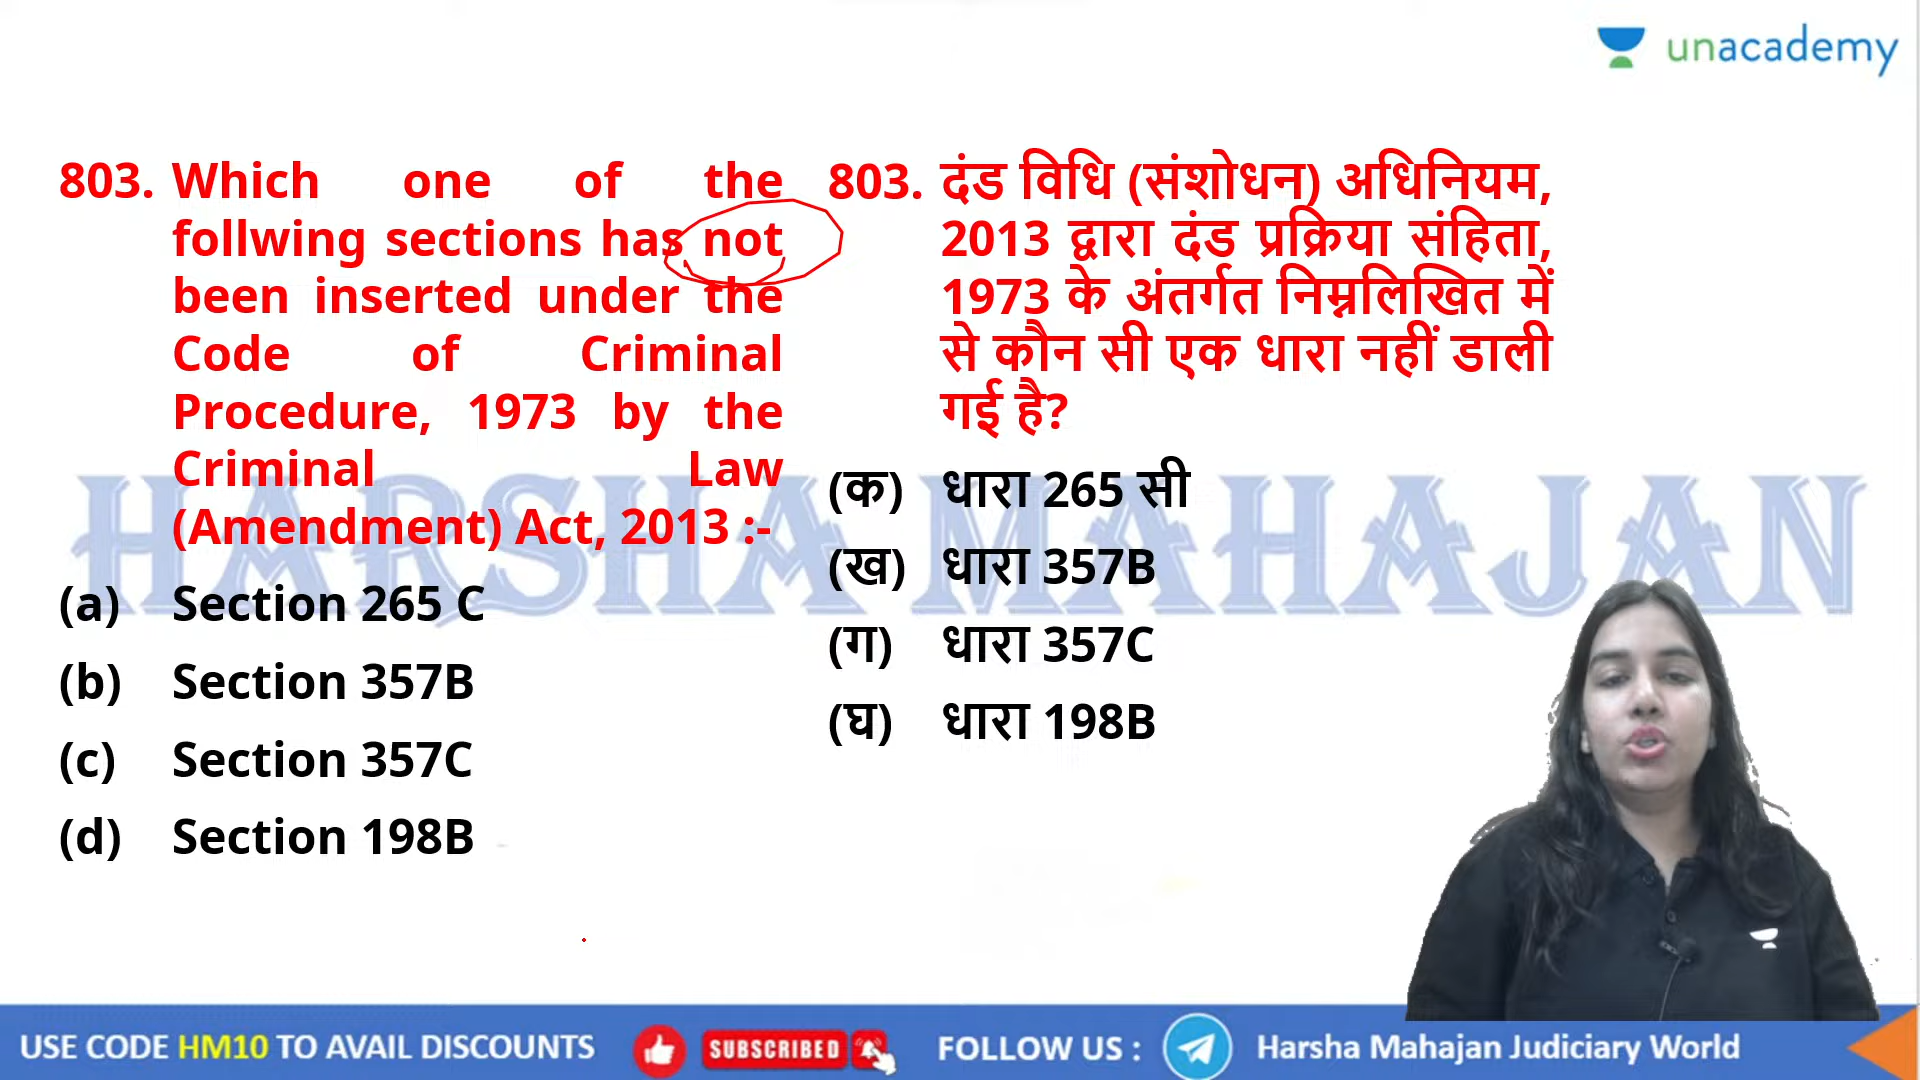 unacademy
803. Which one of the
follwing sections has not
been inserted under the
Code of Criminal
Procedure, 1973 by the
Criminal Law
(Amendment) Act, 2013 :-
(a) Section 265 C
(b) Section 357B
(c) Section 357C
(d) Section 198B
803. दंड विधि (संशोधन) अधिनियम,
2013 द्वारा दंड प्रक्रिया संहिता,
1973 के अंतर्गत निम्नलिखित में
से कौन सी एक धारा नहीं डाली
गई है?
(क) धारा 265 सी
(ख) धारा 357B
(ग) धारा 357C
(घ) धारा 198B
HARSHA MAHAJAN
USE CODE HM10 TO AVAIL DISCOUNTS
SUBSCRIBED
FOLLOW US :
Harsha Mahajan Judiciary World